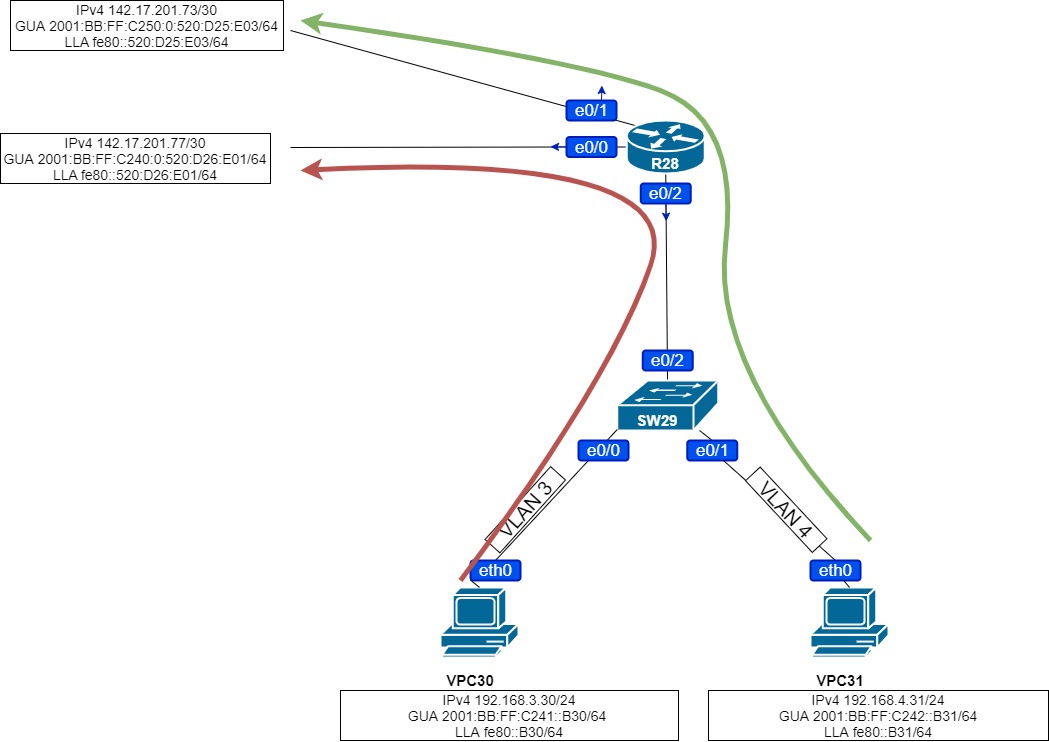 IPv4 142.17.201.73/30
GUA 2001:BB:FF:C250:0:520:D25:E03/64
LLA fe80::520:D25:E03/64
e0/1
IPv4 142.17.201.77/30
GUA 2001:BB:FF:C240:0:520:D26:E01/64
LLA fe80::520:D26:E01/64
e0/0
R28
e0/2
e0/2
SW29
e0/0
e0/1
VLAN 3
VLAN 4
eth0
eth0
VPC30
IPv4 192.168.3.30/24
GUA 2001:BB:FF:C241::B30/64
LLA fe80::B30/64
VPC31
IPv4 192.168.4.31/24
GUA 2001:BB:FF:C242::B31/64
LLA fe80::B31/64